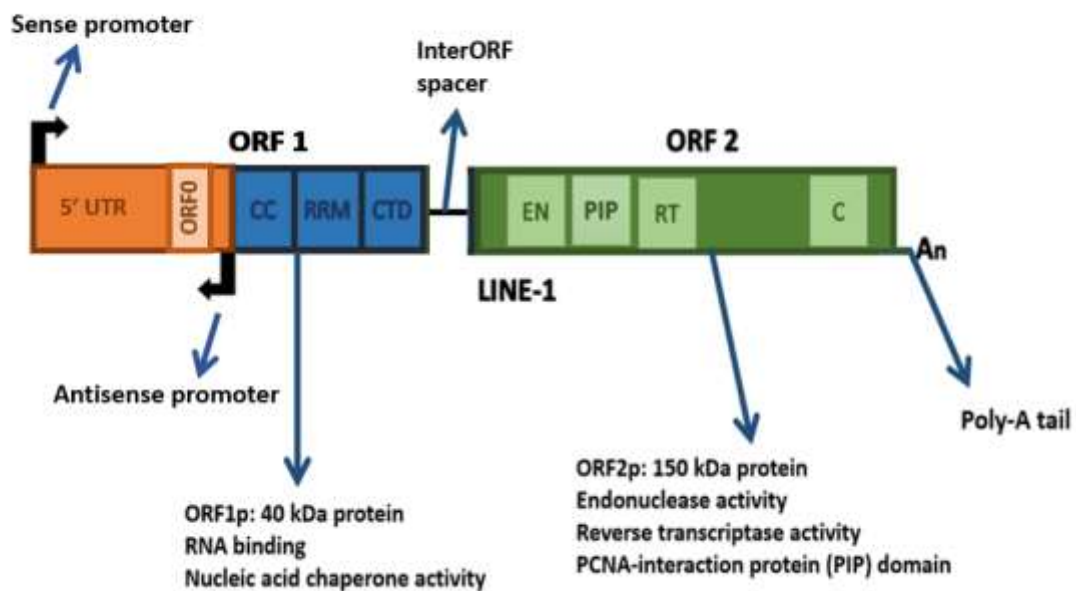 Sense promoter
InterORF
spacer
ORF 1
ORF 2
5' UTR
ORF0
CC
RRM
CTD
EN
PIP
RT
C
An
LINE-1
Antisense promoter
Poly-A tail
ORF1p: 40 kDa protein
RNA binding
Nucleic acid chaperone activity
ORF2p: 150 kDa protein
Endonuclease activity
Reverse transcriptase activity
PCNA-interaction protein (PIP) domain